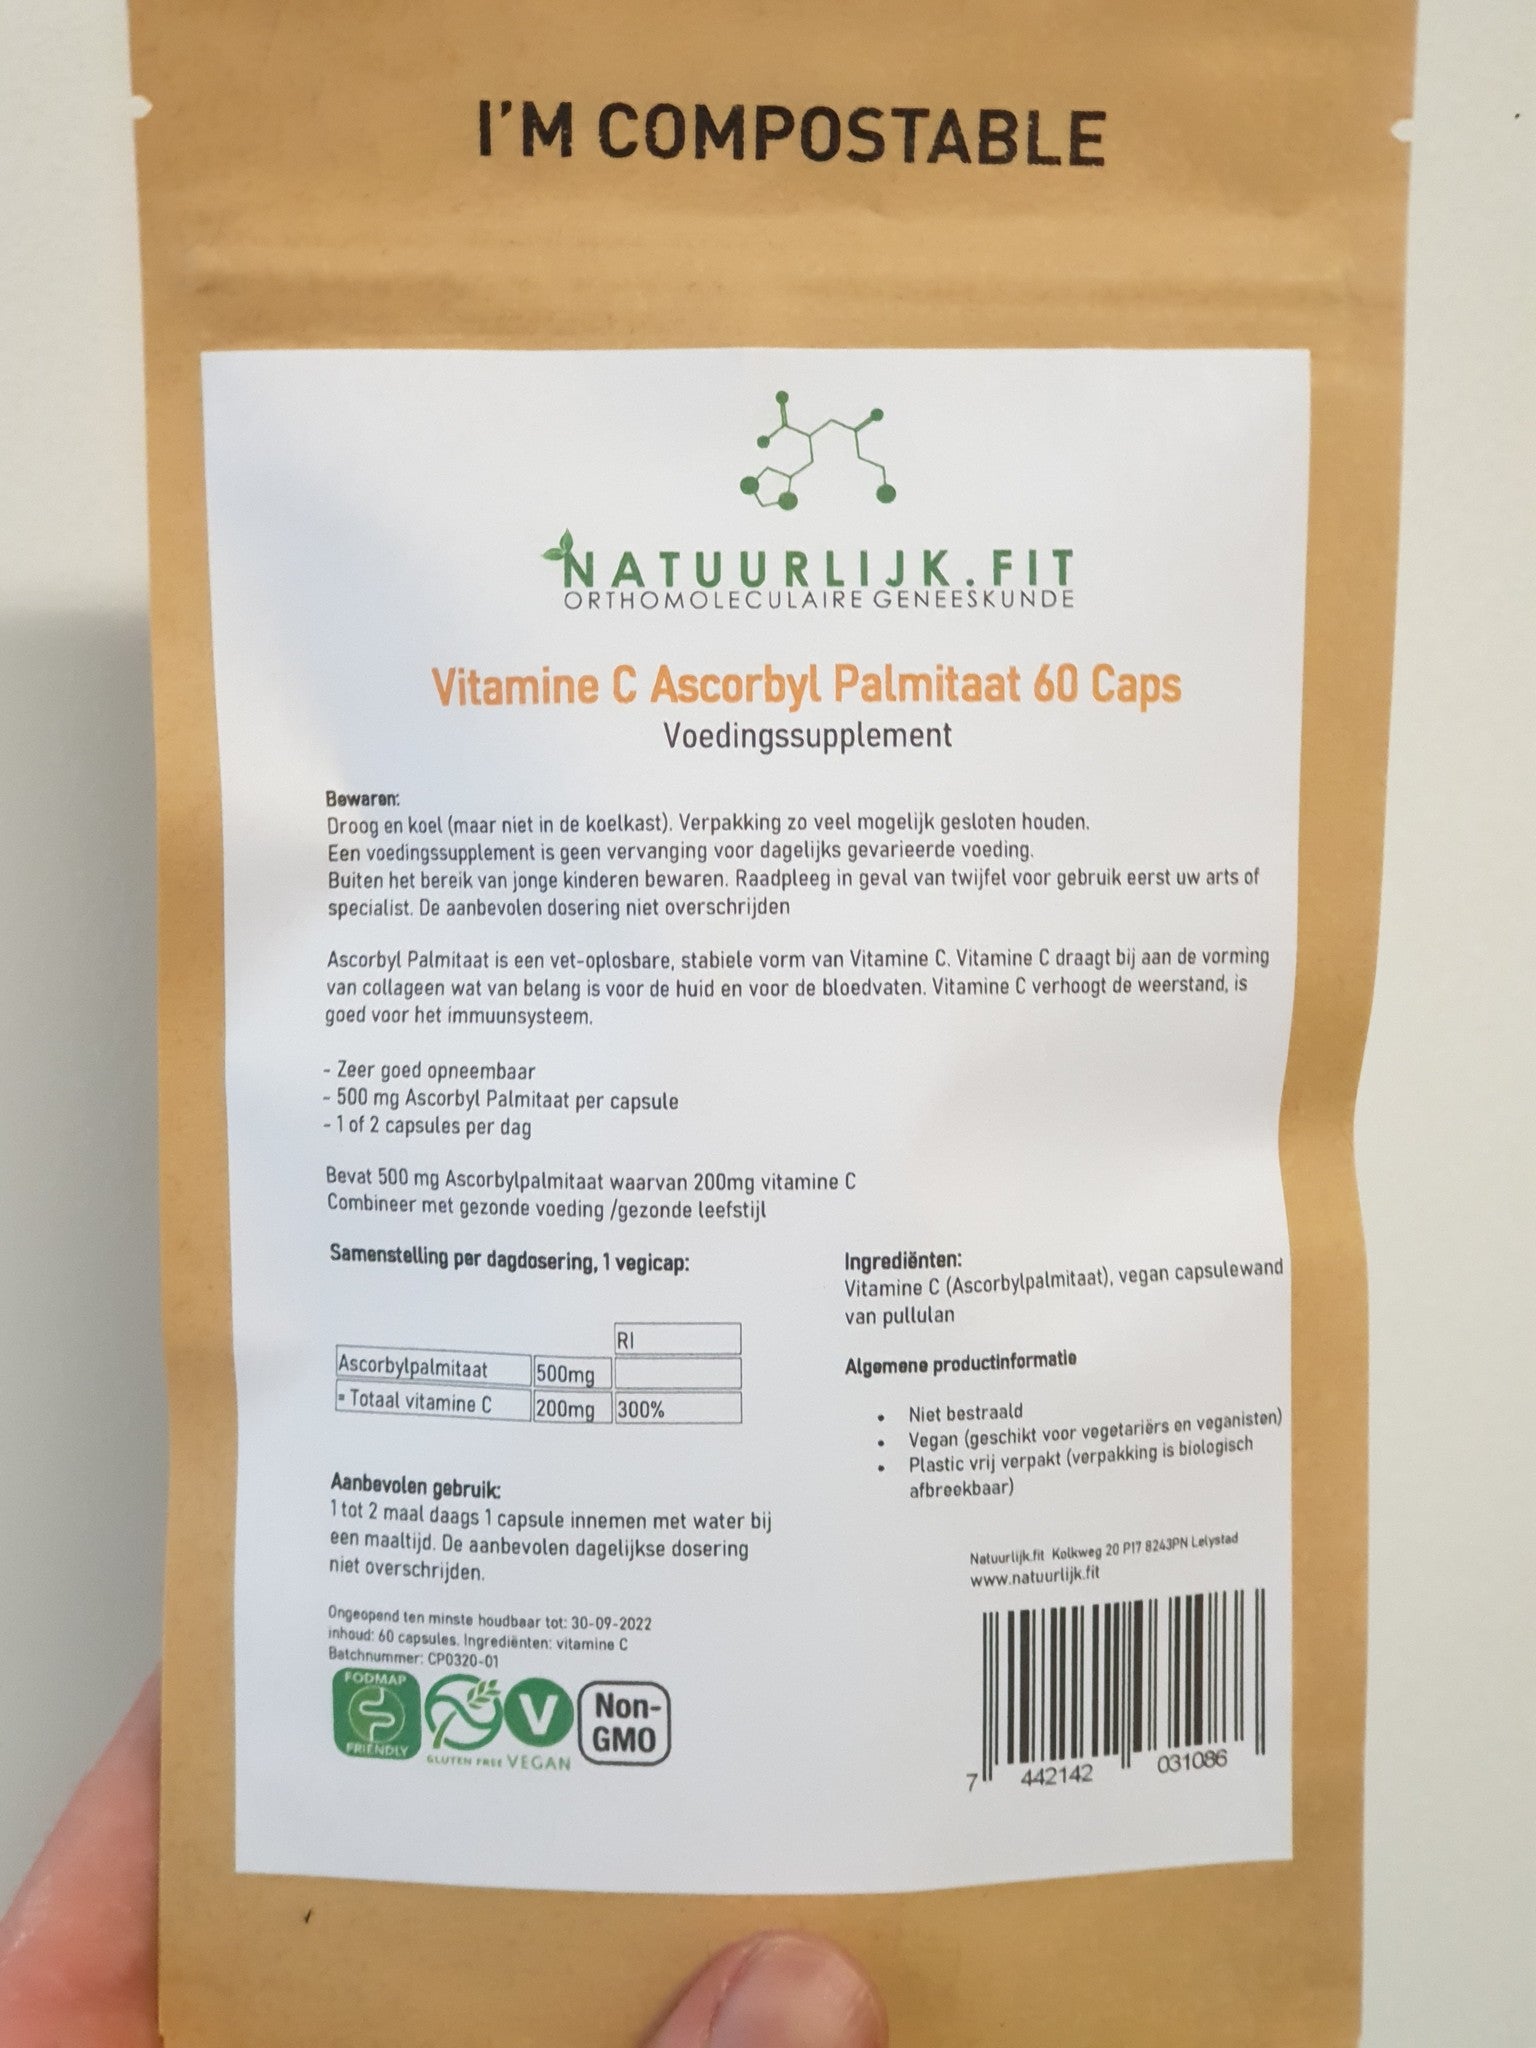 I'M COMPOSTABLE
NATUURLIJK.FIT
ORTHOMOLECULAIRE GENEESKUNDE
Vitamine C Ascorbyl Palmitaat 60 Caps
Voedingssupplement
Bewaren:
Droog en koel (maar niet in de koelkast). Verpakking zo veel mogelijk gesloten houden.
Een voedingssupplement is geen vervanging voor dagelijks gevarieerde voeding.
Buiten het bereik van jonge kinderen bewaren. Raadpleeg in geval van twijfel voor gebruik eerst uw arts of
specialist. De aanbevolen dosering niet overschrijden
Ascorbyl Palmitaat is een vet-oplosbare, stabiele vorm van Vitamine C. Vitamine C draagt bij aan de vorming
van collageen wat van belang is voor de huid en voor de bloedvaten. Vitamine C verhoogt de weerstand, is
goed voor het immuunsysteem.
- Zeer goed opneembaar
- 500 mg Ascorbyl Palmitaat per capsule
- 1 of 2 capsules per dag
Bevat 500 mg Ascorbylpalmitaat waarvan 200mg vitamine C
Combineer met gezonde voeding /gezonde leefstijl
Samenstelling per dagdosering, 1 vegicap:
RI
Ascorbylpalmitaat 500mg
= Totaal vitamine C 200mg 300%
Aanbevolen gebruik:
1 tot 2 maal daags 1 capsule innemen met water bij
een maaltijd. De aanbevolen dagelijkse dosering
niet overschrijden.
Ongeopend ten minste houdbaar tot: 30-09-2022
inhoud: 60 capsules. Ingrediënten: vitamine C
Batchnummer: CP0320-01
FODMAP
FRIENDLY
GLUTEN FREE
V
VEGAN
Non-
GMO
Ingrediënten:
Vitamine C (Ascorbylpalmitaat), vegan capsulewand
van pullulan
Algemene productinformatie
• Niet bestraald
• Vegan (geschikt voor vegetariërs en veganisten)
• Plastic vrij verpakt (verpakking is biologisch
afbreekbaar)
Natuurlijk.fit Kolkweg 20 P17 8243PN Lelystad
www.natuurlijk.fit
7 442142 031086